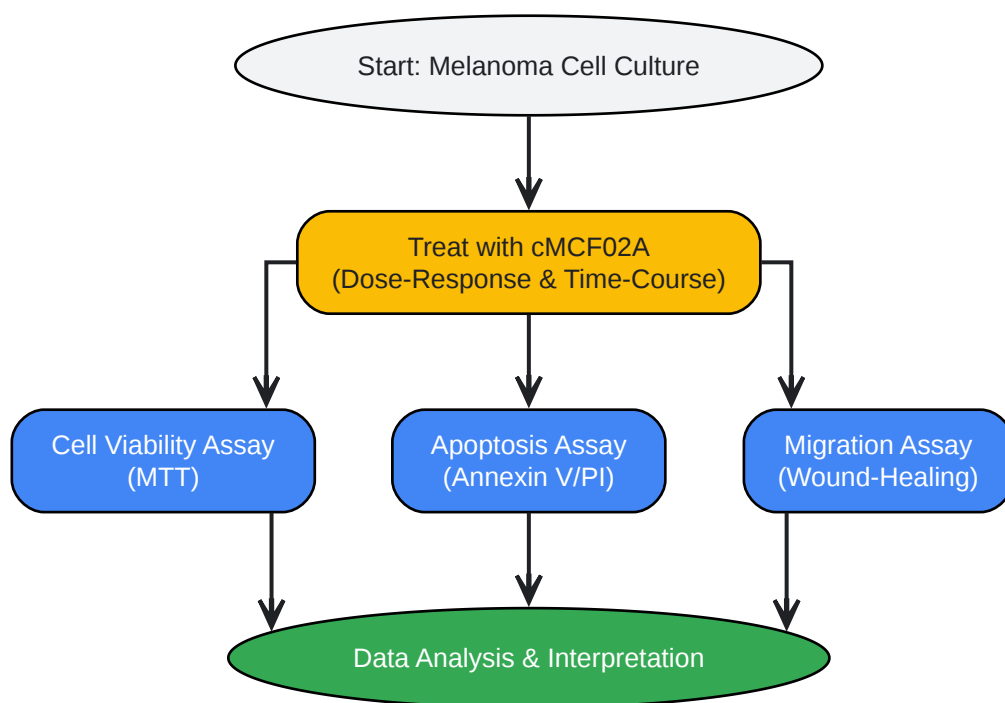 Start: Melanoma Cell Culture
Treat with cMCF02A
(Dose-Response & Time-Course)
Cell Viability Assay
(MTT)
Apoptosis Assay
(Annexin V/PI)
Migration Assay
(Wound-Healing)
Data Analysis & Interpretation